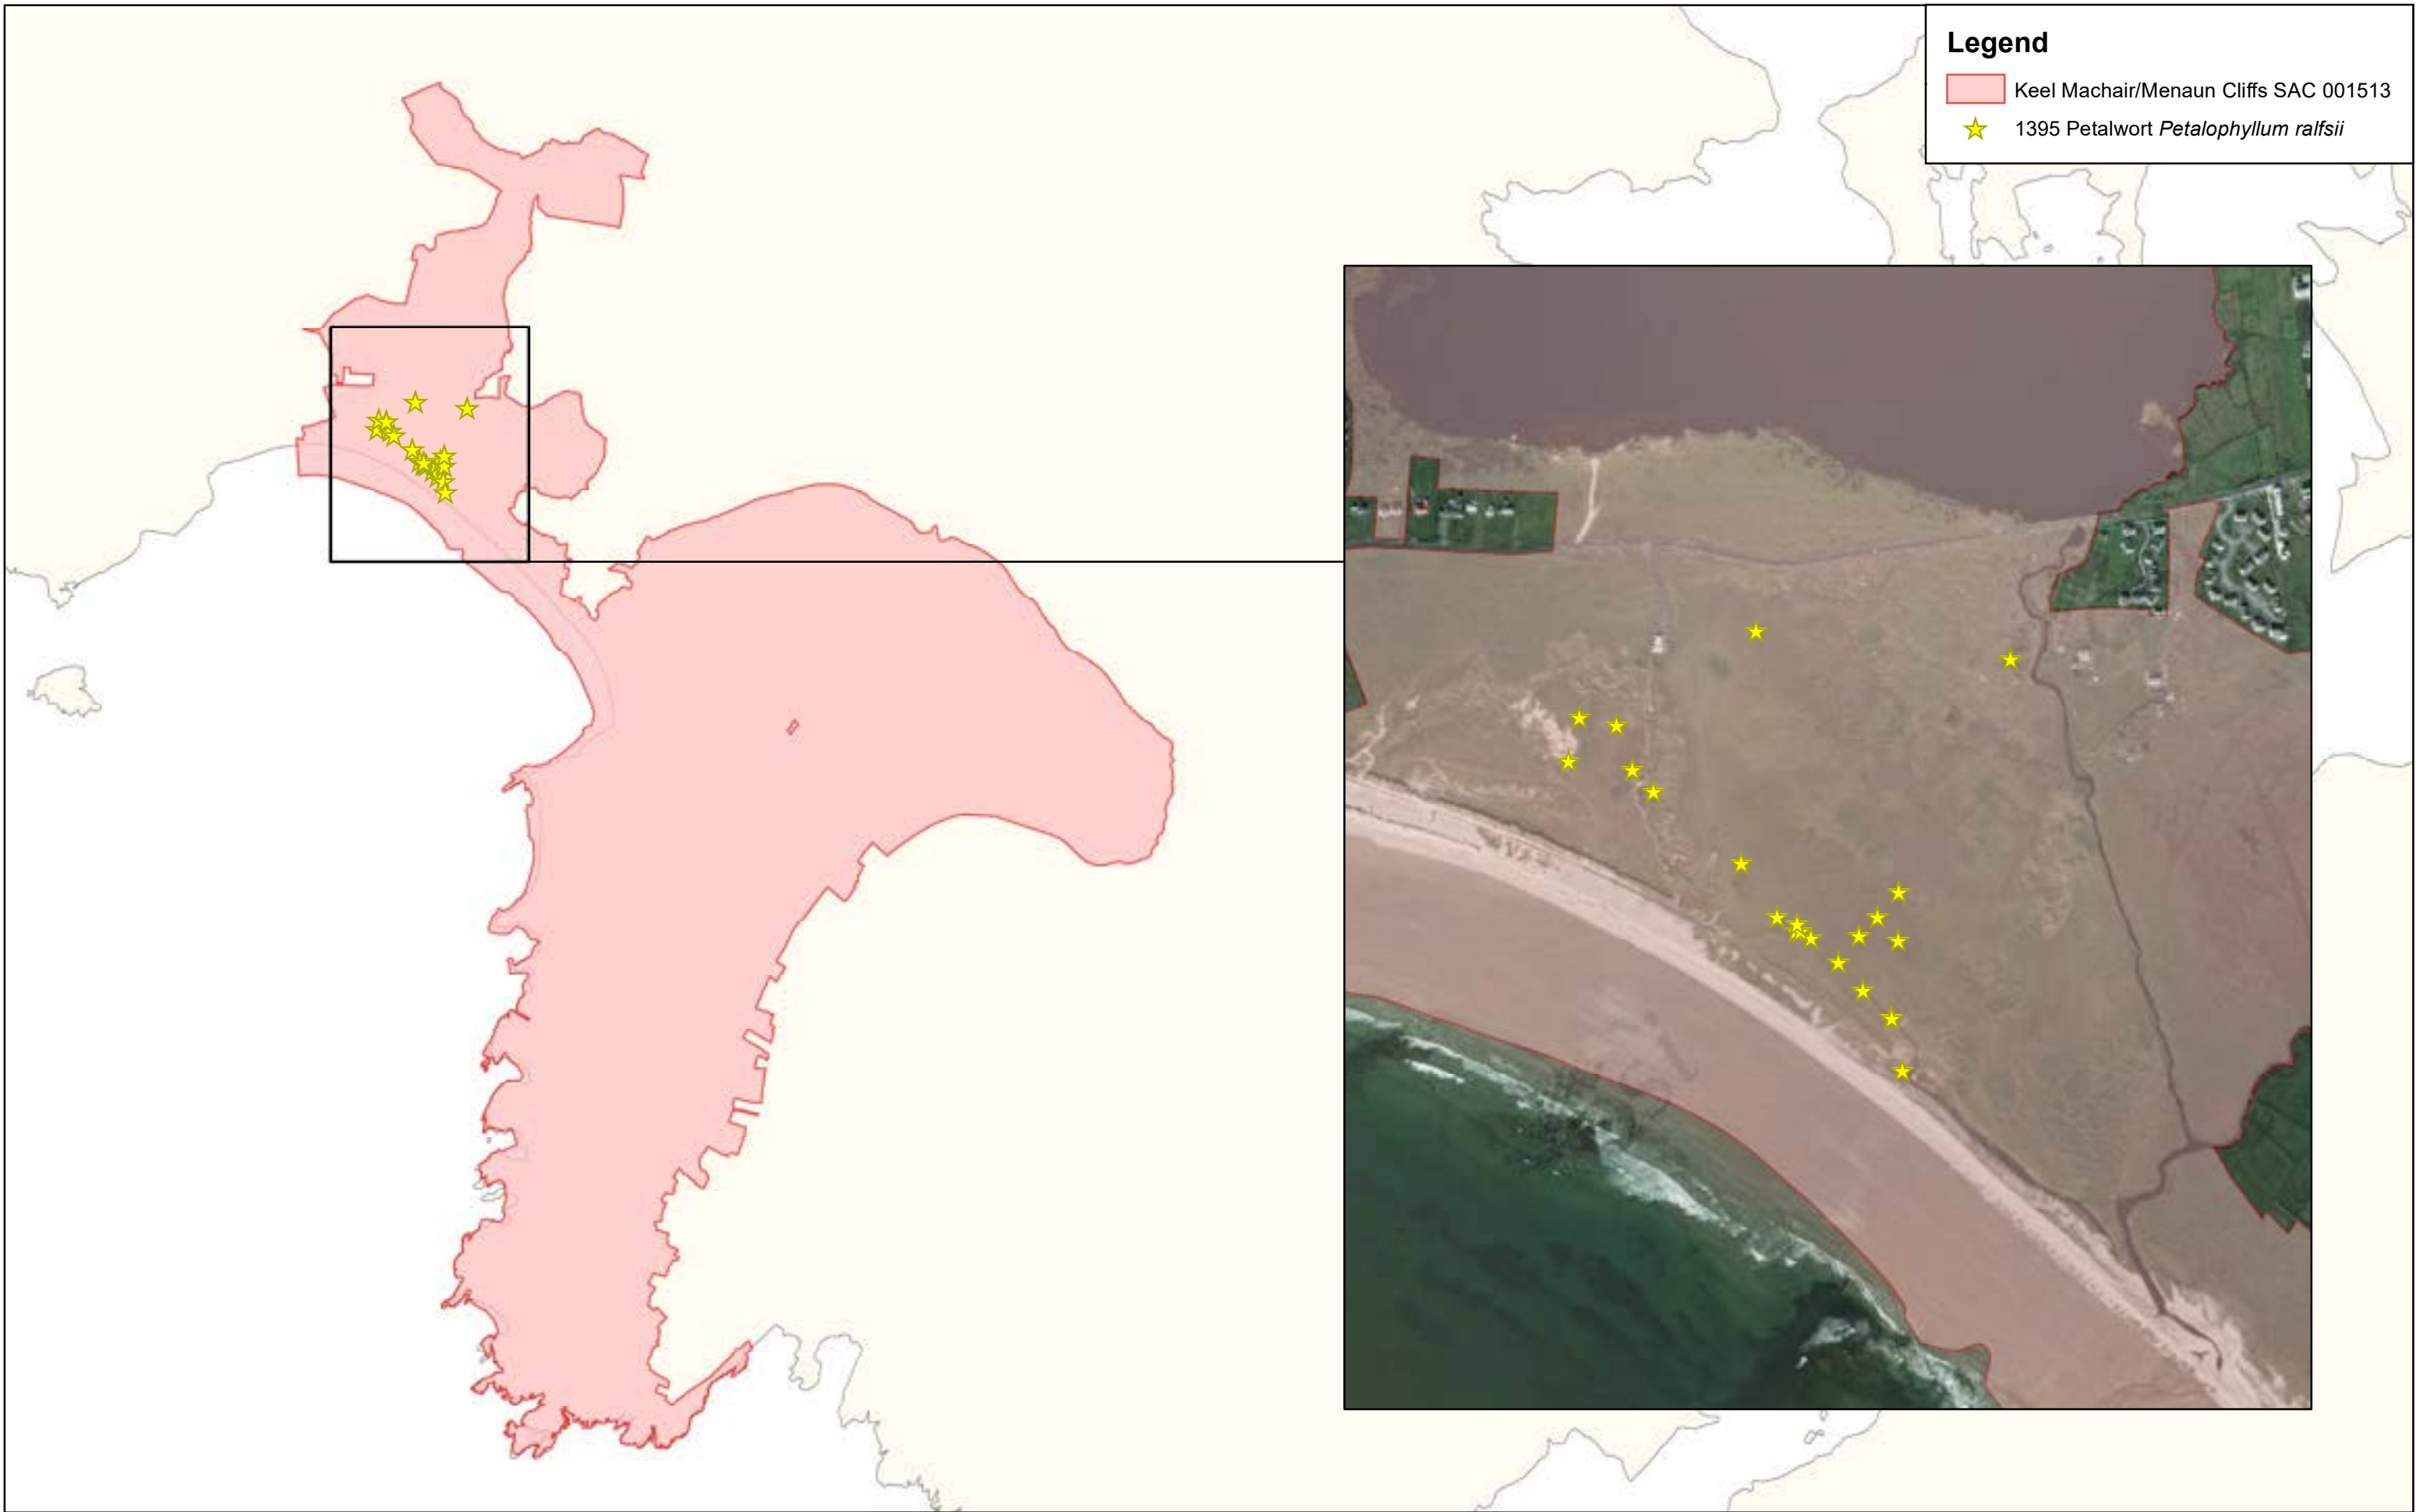 Legend
Keel Machair/Menaun Cliffs SAC 001513
1395 Petalwort Petalophyllum ralfsii